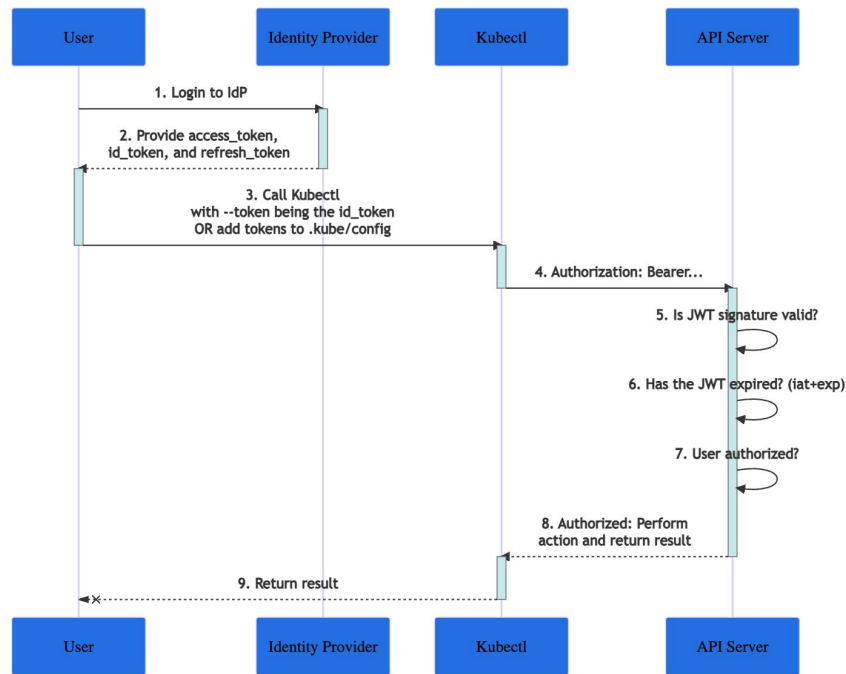 User
Identity Provider
Kubectl
API Server
1. Login to IdP
2. Provide access_token,
id_token, and refresh_token
3. Call Kubectl
with --token being the id_token
OR add tokens to .kube/config
4. Authorization: Bearer...
5. Is JWT signature valid?
6. Has the JWT expired? (iat+exp)
7. User authorized?
8. Authorized: Perform
action and return result
9. Return result
User
Identity Provider
Kubectl
API Server